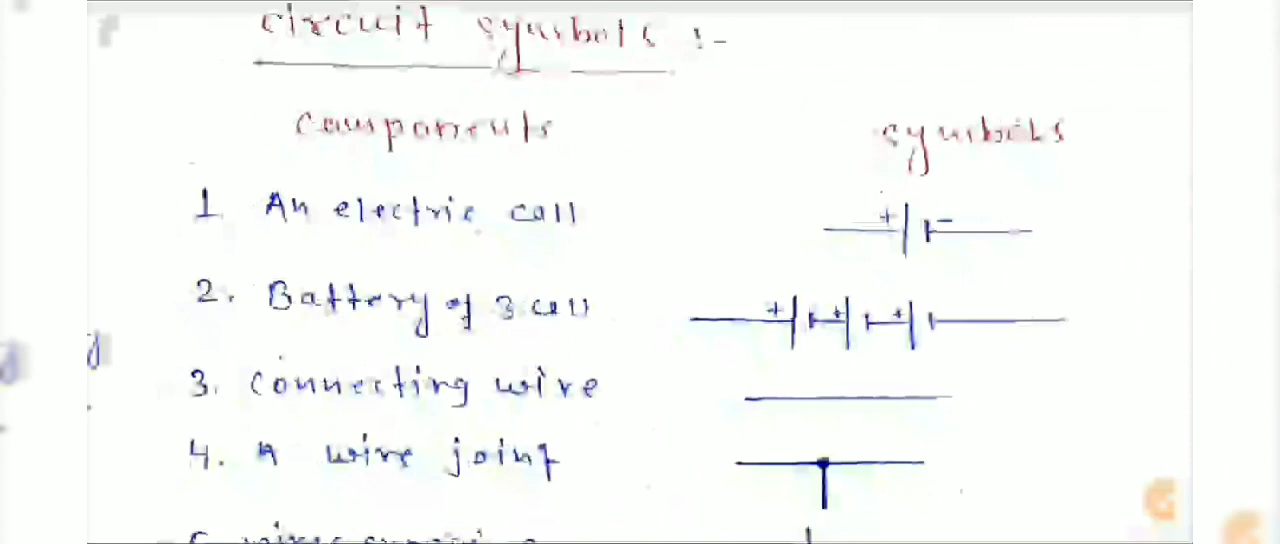 circuit symbols :-
components symbols
1 An electric cell
2. Battery of 3 cell
3. connecting wire
4. A wire joint